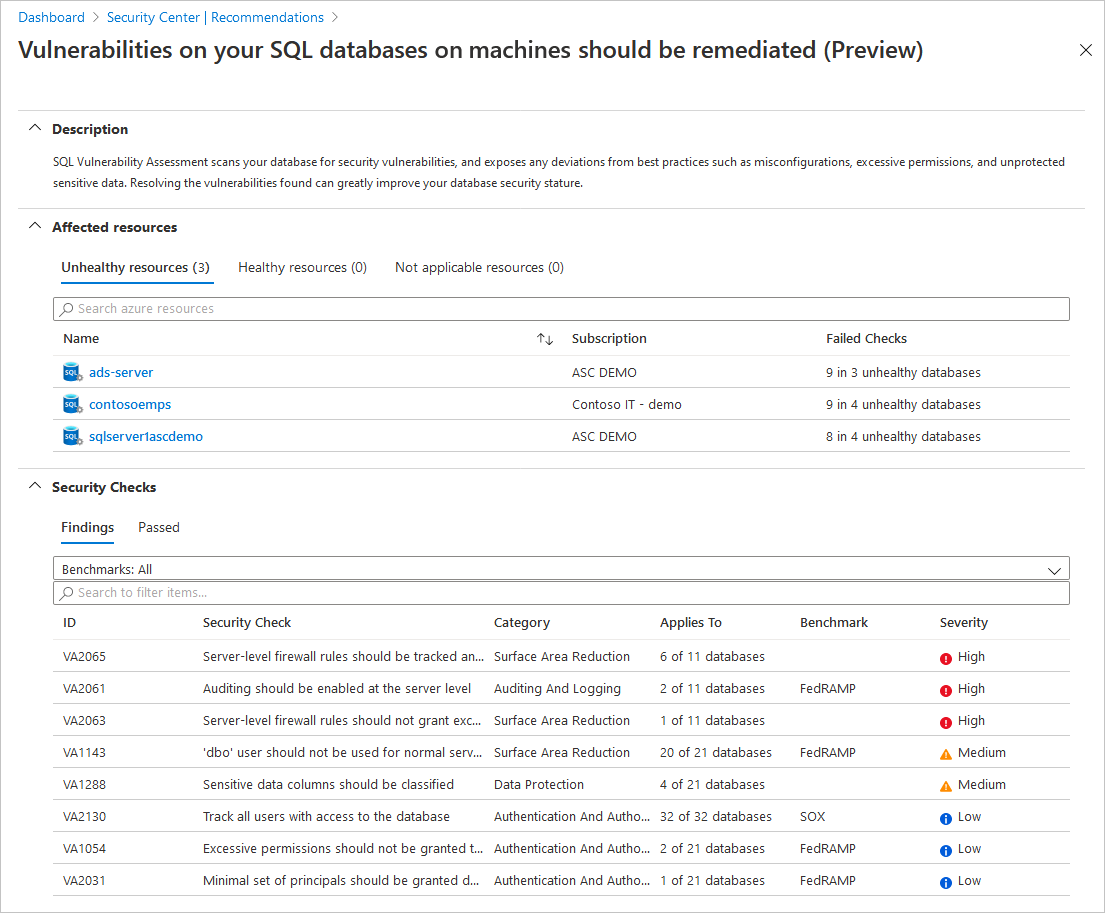 Dashboard > Security Center | Recommendations >
Vulnerabilities on your SQL databases on machines should be remediated (Preview)
Description
SQL Vulnerability Assessment scans your database for security vulnerabilities, and exposes any deviations from best practices such as misconfigurations, excessive permissions, and unprotected
sensitive data. Resolving the vulnerabilities found can greatly improve your database security stature.
Affected resources
Unhealthy resources (3) Healthy resources (0) Not applicable resources (0)
Search azure resources
Name Subscription Failed Checks
SQL ads-server ASC DEMO 9 in 3 unhealthy databases
SQL contosoemps Contoso IT - demo 9 in 4 unhealthy databases
SQL sqlserver1ascdemo ASC DEMO 8 in 4 unhealthy databases
Security Checks
Findings Passed
Benchmarks: All
Search to filter items...
ID Security Check Category Applies To Benchmark Severity
VA2065 Server-level firewall rules should be tracked an... Surface Area Reduction 6 of 11 databases High
VA2061 Auditing should be enabled at the server level Auditing And Logging 2 of 11 databases FedRAMP High
VA2063 Server-level firewall rules should not grant exc... Surface Area Reduction 1 of 11 databases High
VA1143 'dbo' user should not be used for normal serv... Surface Area Reduction 20 of 21 databases FedRAMP Medium
VA1288 Sensitive data columns should be classified Data Protection 4 of 21 databases Medium
VA2130 Track all users with access to the database Authentication And Autho... 32 of 32 databases SOX Low
VA1054 Excessive permissions should not be granted t... Authentication And Autho... 2 of 21 databases FedRAMP Low
VA2031 Minimal set of principals should be granted d... Authentication And Autho... 1 of 21 databases FedRAMP Low